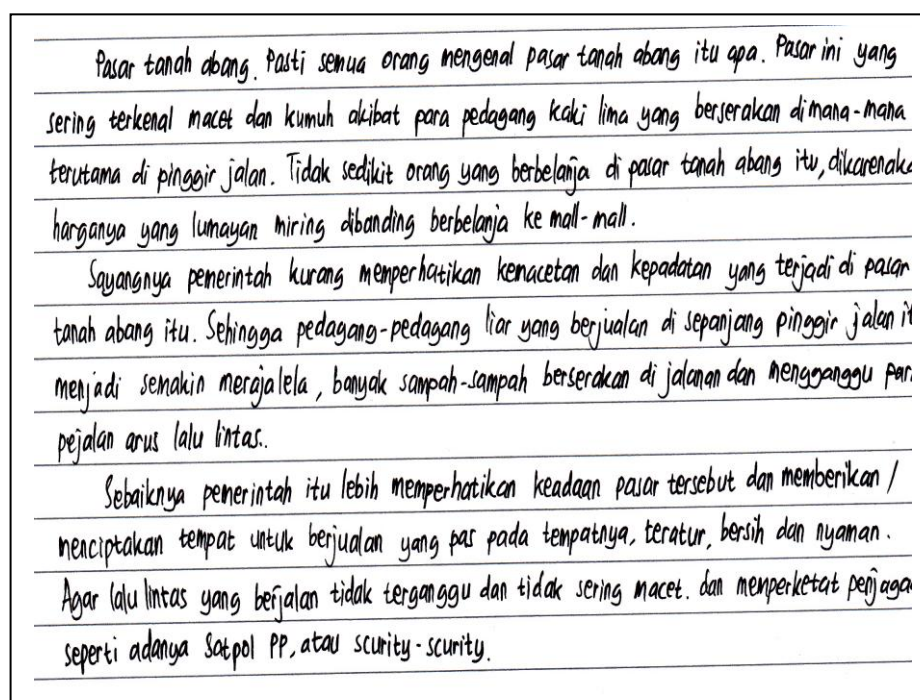 Pasar tanah abang. Pasti semua orang mengenal pasar tanah abang itu apa. Pasar ini yang
sering terkenal macet dan kumuh akibat para pedagang kaki lima yang berserakan dimana-mana
terutama di pinggir jalan. Tidak sedikit orang yang berbelanja di pasar tanah abang itu, dikarenaka
harganya yang lumayan miring dibanding berbelanja ke mall-mall.
Sayangnya pemerintah kurang memperhatikan kemacetan dan kepadatan yang terjadi di pasar
tanah abang itu. Sehingga pedagang-pedagang liar yang berjualan di sepanjang pinggir jalan it
menjadi semakin merajalela, banyak sampah-sampah berserakan di jalanan dan mengganggu par
pejalan arus lalu lintas..
Sebaiknya pemerintah itu lebih memperhatikan keadaan pasar tersebut dan memberikan /
menciptakan tempat untuk berjualan yang pas pada tempatnya, teratur, bersih dan nyaman.
Agar lalu lintas yang berjalan tidak terganggu dan tidak sering macet. dan memperketat penjaga
seperti adanya Satpol PP, atau scurity-scurity.